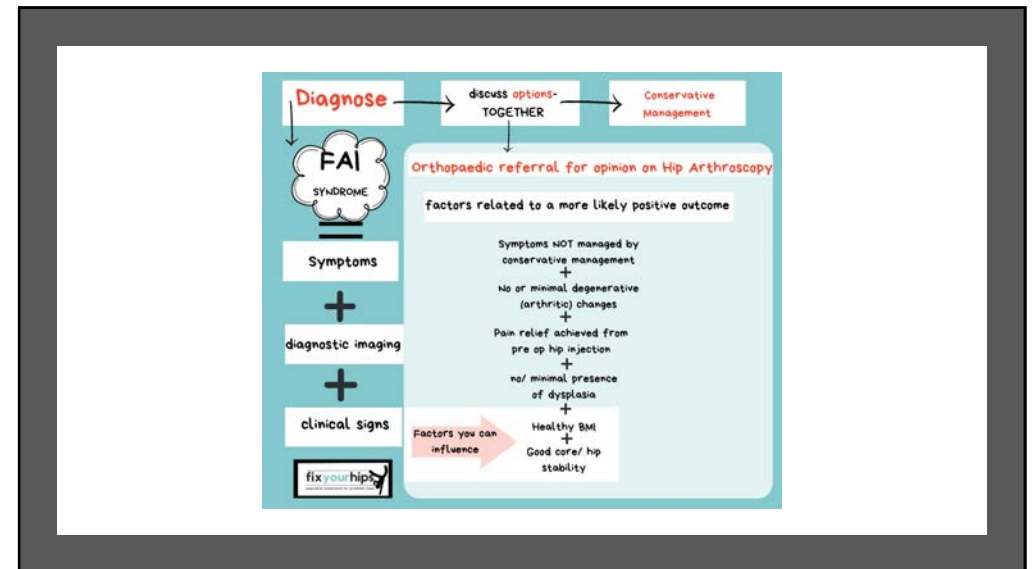 Diagnose
discuss options-
TOGETHER
Conservative
Management
FAI
SYNDROME
Symptoms
+
diagnostic imaging
+
clinical signs
fixyourhips
Orthopaedic referral for opinion on Hip Arthroscopy
factors related to a more likely positive outcome
Symptoms NOT managed by
conservative management
+
No or minimal degenerative
(arthritic) changes
+
Pain relief achieved from
pre op hip injection
+
no/ minimal presence
of dysplasia
+
Factors you can
influence
Healthy BMI
+
Good core/ hip
stability